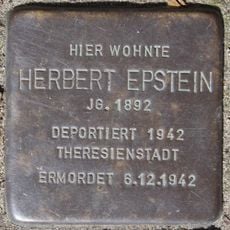 HIER WOHNTE
HERBERT EPSTEIN
JG. 1892
DEPORTIERT 1942
THERESIENSTADT
ERMORDET 6.12.1942